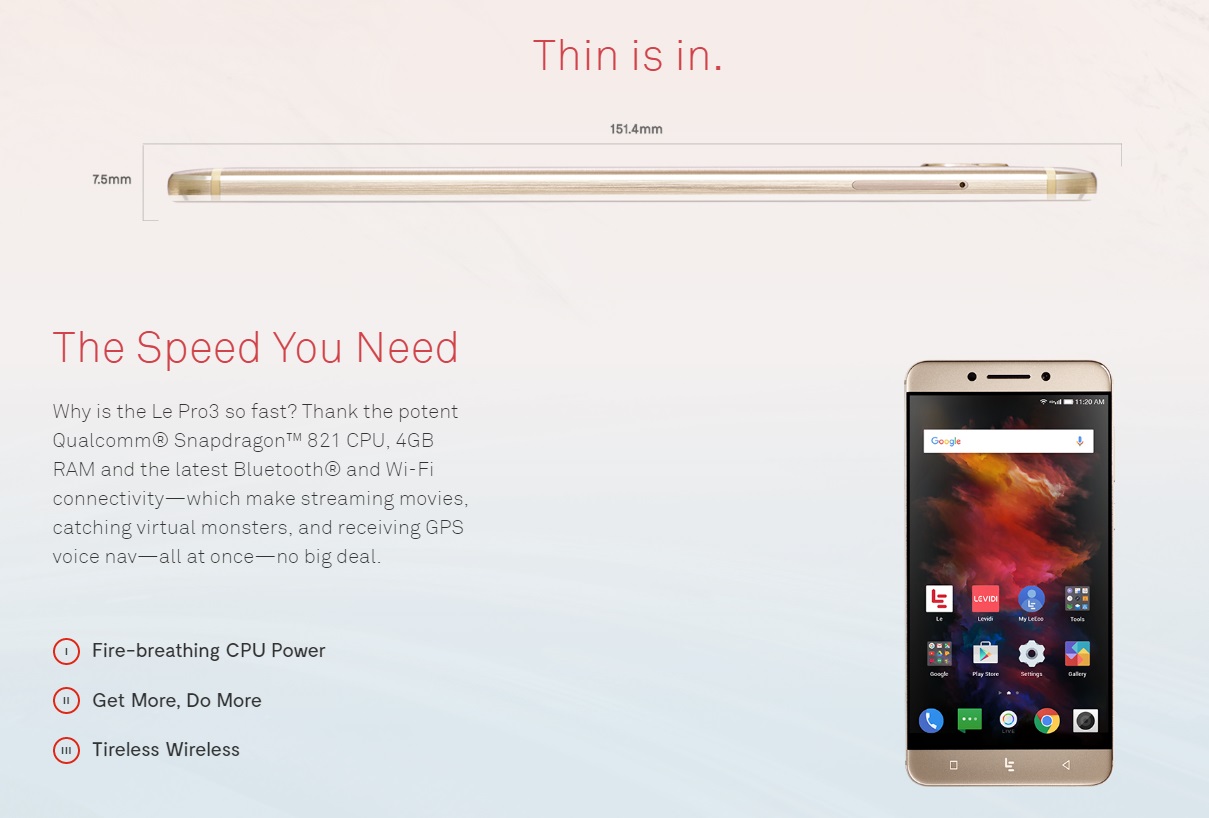 Thin is in.
151.4mm
7.5mm
The Speed You Need
Why is the Le Pro3 so fast? Thank the potent
Qualcomm® Snapdragon™ 821 CPU, 4GB
RAM and the latest Bluetooth® and Wi-Fi
connectivity—which make streaming movies,
catching virtual monsters, and receiving GPS
voice nav—all at once—no big deal.
I Fire-breathing CPU Power
II Get More, Do More
III Tireless Wireless
11:20 AM
Google
LEVIDI
Le Levidi My LeEco Tools
Google Play Store Settings Gallery
LIVE